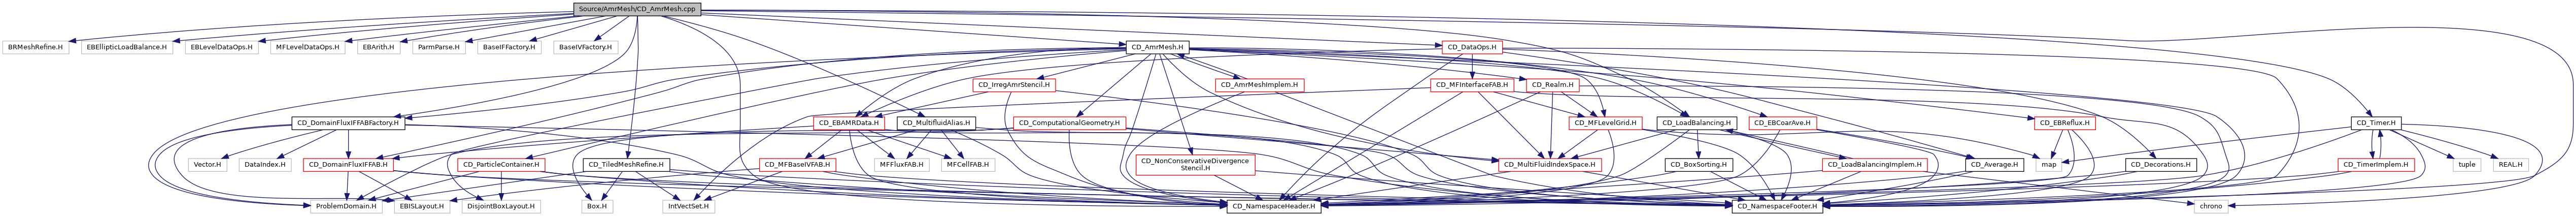 Source/AmrMesh/CD_AmrMesh.cpp
BRMeshRefine.H
EBEllipticLoadBalance.H
EBLevelDataOps.H
MFLevelDataOps.H
EBArith.H
ParmParse.H
BaseIFFactory.H
BaseIVFactory.H
CD_AmrMesh.H
CD_DataOps.H
CD_IrregAmrStencil.H
CD_AmrMeshImplem.H
CD_MFInterfaceFAB.H
CD_Realm.H
CD_DomainFluxIFFABFactory.H
CD_EBAMRData.H
CD_MultifluidAlias.H
CD_ComputationalGeometry.H
CD_MFLevelGrid.H
CD_LoadBalancing.H
CD_EBCoarAve.H
CD_EBReflux.H
CD_Timer.H
Vector.H
DataIndex.H
CD_DomainFluxIFFAB.H
CD_ParticleContainer.H
CD_TiledMeshRefine.H
CD_MFBaseIVFAB.H
MFFluxFAB.H
MFCellFAB.H
CD_NonConservativeDivergence
Stencil.H
CD_MultiFluidIndexSpace.H
CD_BoxSorting.H
CD_LoadBalancingImplem.H
CD_Average.H
map
CD_Decorations.H
CD_TimerImplem.H
tuple
REAL.H
ProblemDomain.H
EBISLayout.H
DisjointBoxLayout.H
Box.H
IntVectSet.H
CD_NamespaceHeader.H
CD_NamespaceFooter.H
chrono